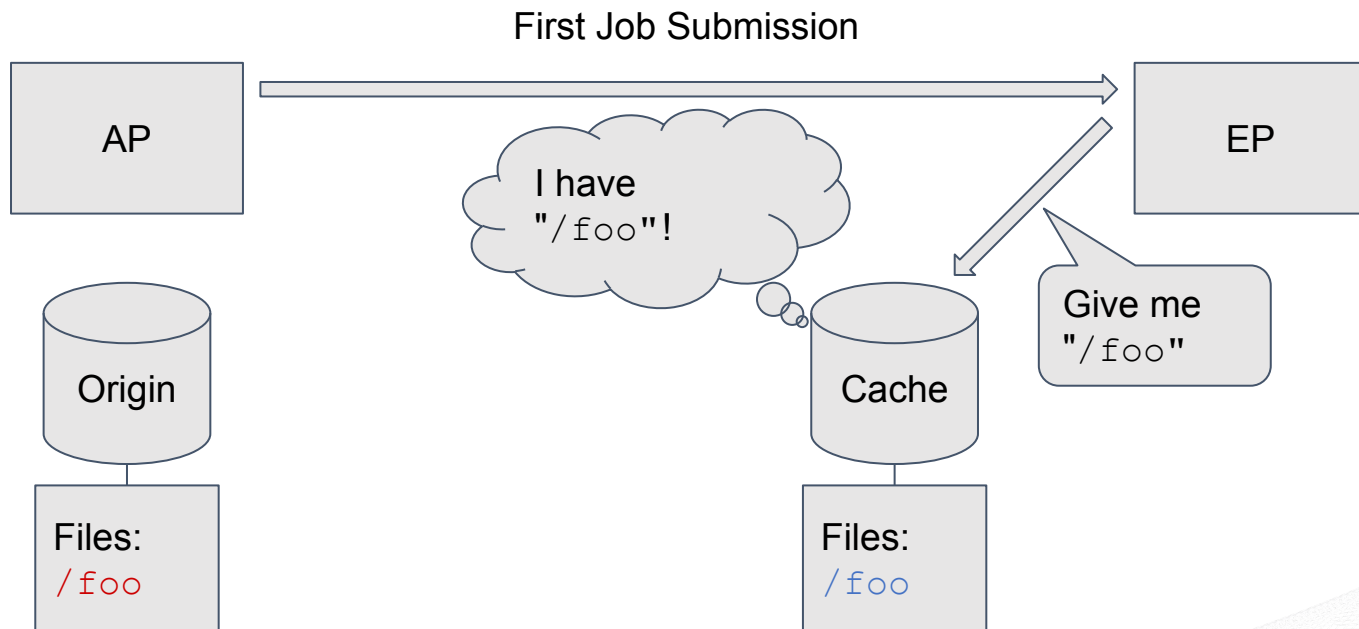 First Job Submission
AP
EP
I have
"/foo"!
Give me
"/foo"
Origin
Cache
Files:
/foo
Files:
/foo